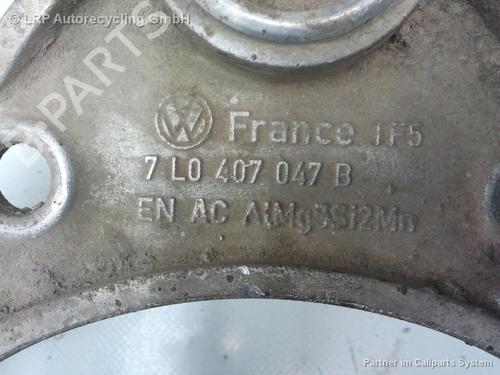 © LRP Autorecycling GmbH
B-PARTS
VW France 1F5
7 L0 407 047 B
EN AC AlMg5Si2Mn
Partner im Callparts System